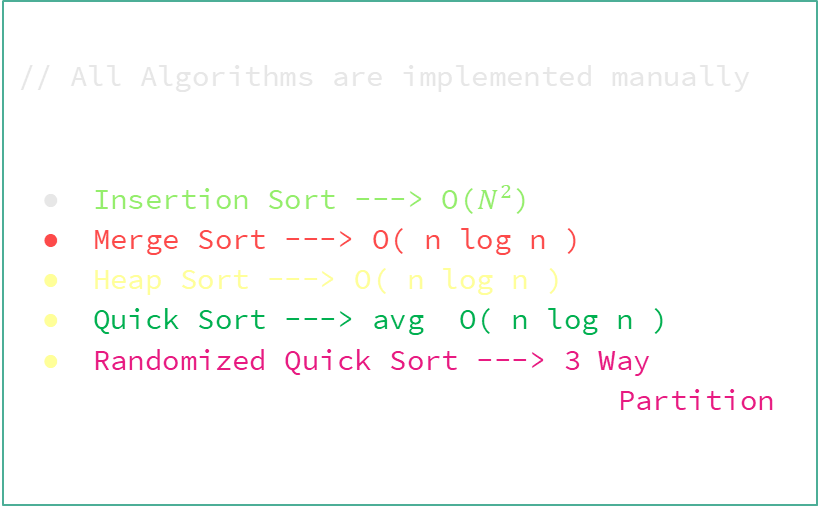 // All Algorithms are implemented manually
● Insertion Sort ---> O(N²)
● Merge Sort ---> O( n log n )
● Heap Sort ---> O( n log n )
● Quick Sort ---> avg  O( n log n )
● Randomized Quick Sort ---> 3 Way
Partition